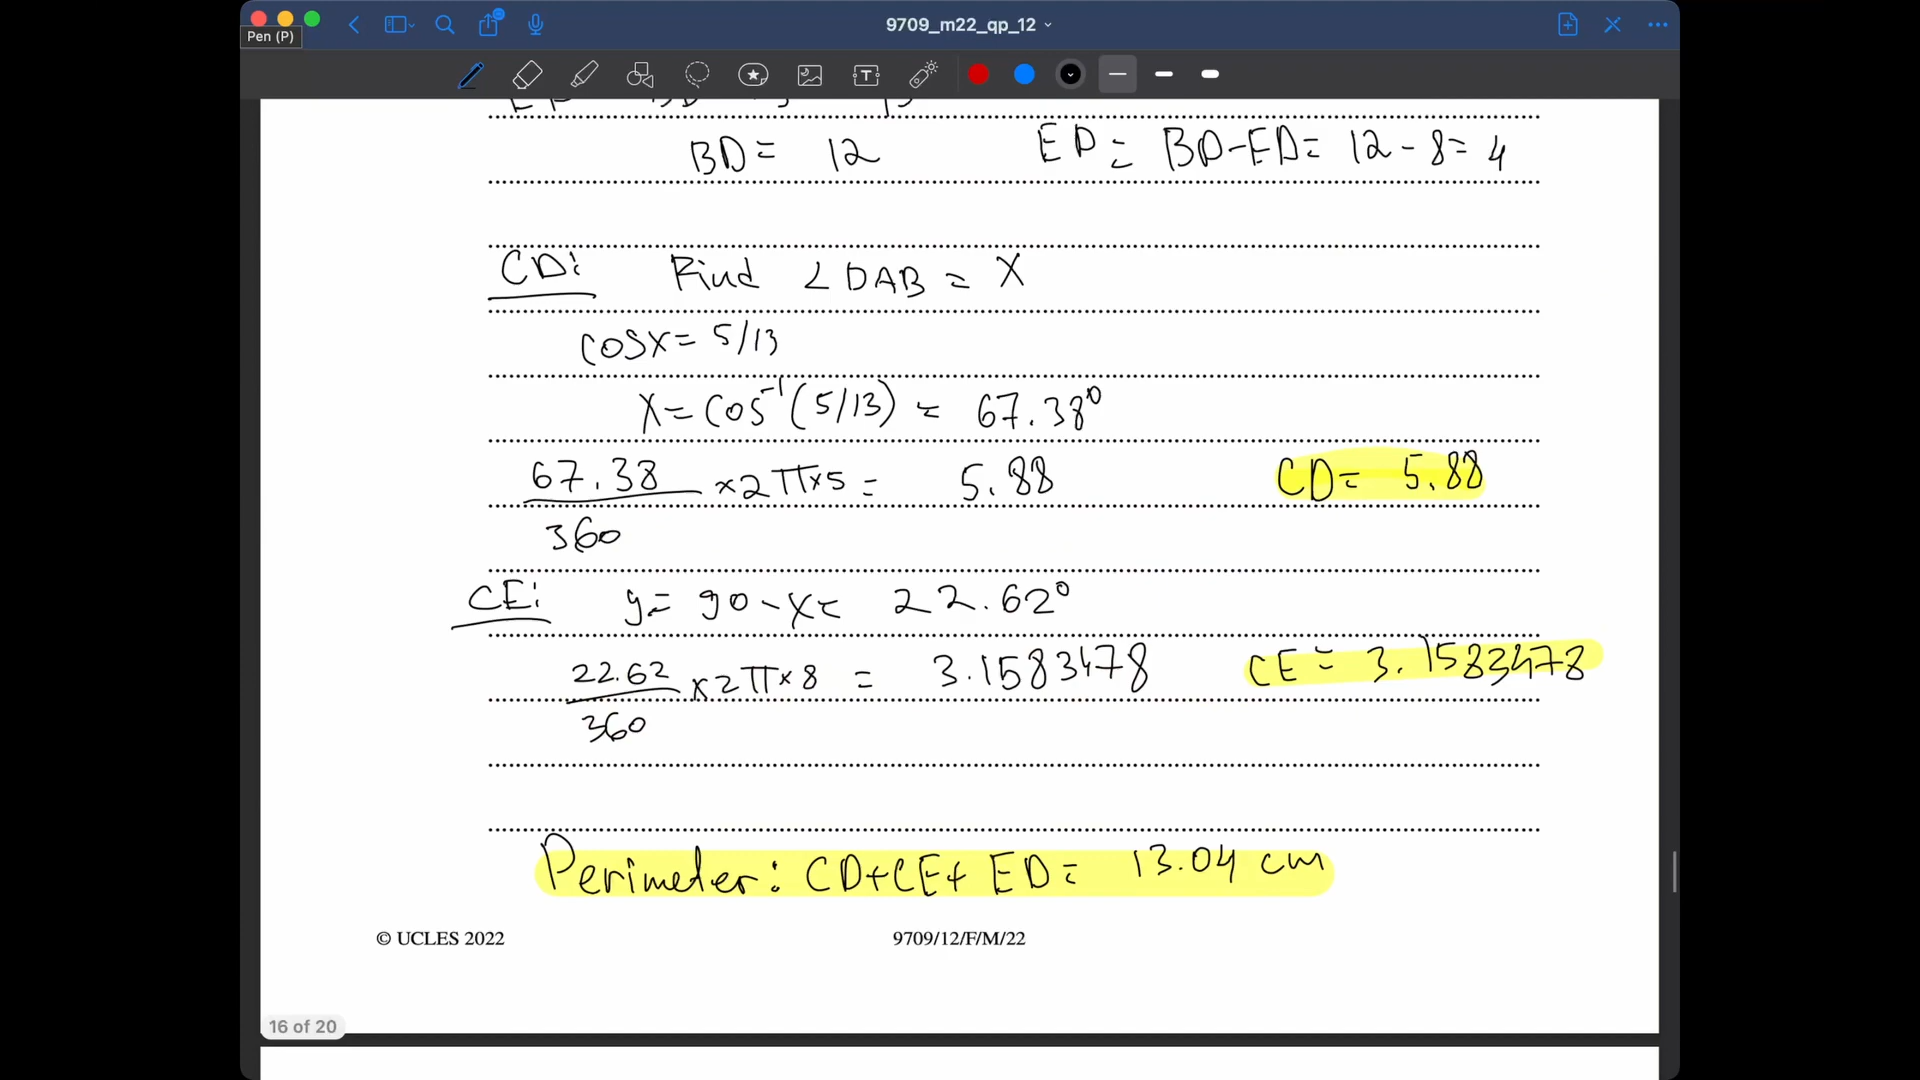 Pen (P)
9709_m22_qp_12
BD= 12 ED= BD-ED= 12-8= 4
CD: Find ∠DAB = X
cosx= 5/13
X= cos⁻¹(5/13) = 67.38°
67.38/360 ×2π×5= 5.88 CD= 5.88
CE: y= 90-x= 22.62°
22.62/360 ×2π×8 = 3.1583478 CE= 3.1583478
Perimeter: CD+CE+ ED= 13.04 cm
© UCLES 2022 9709/12/F/M/22
16 of 20